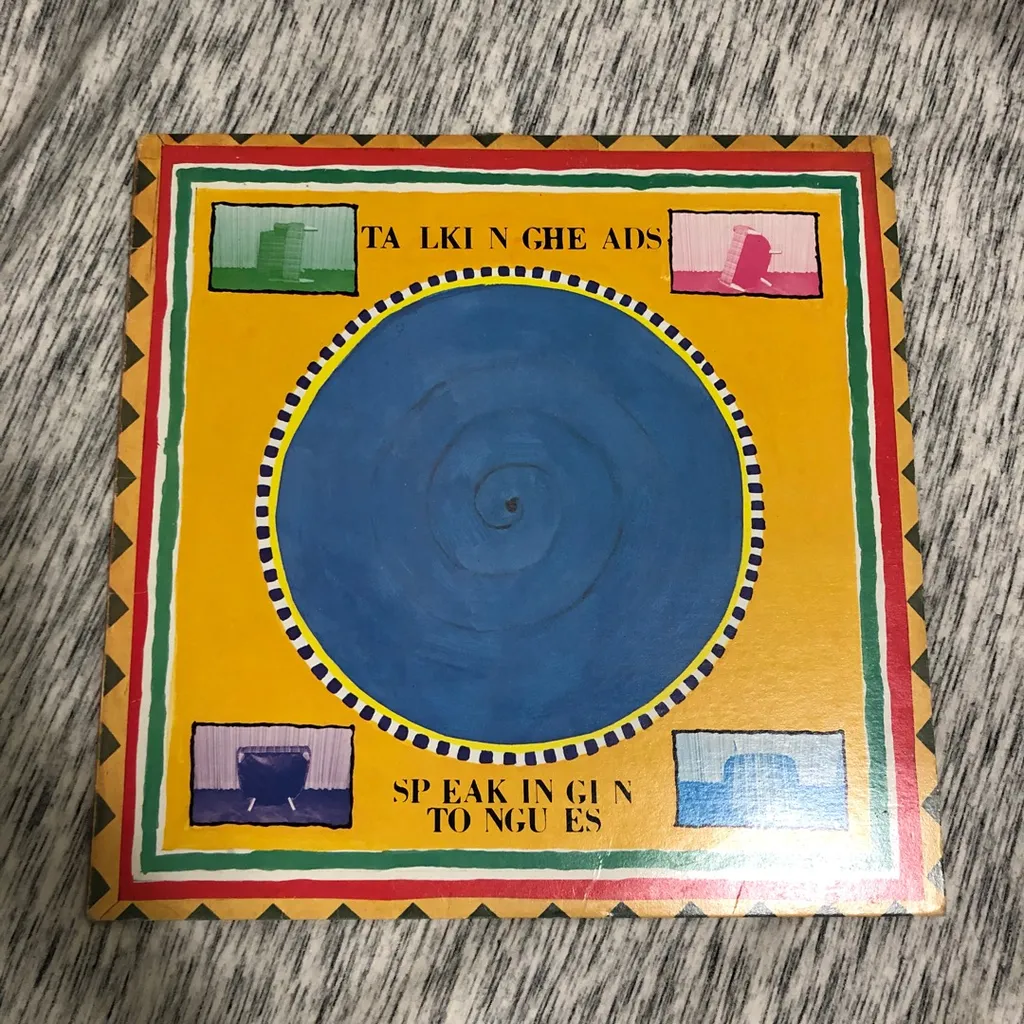 TA LKI N GHE ADS
SP EAK IN GI N
TO NGU ES